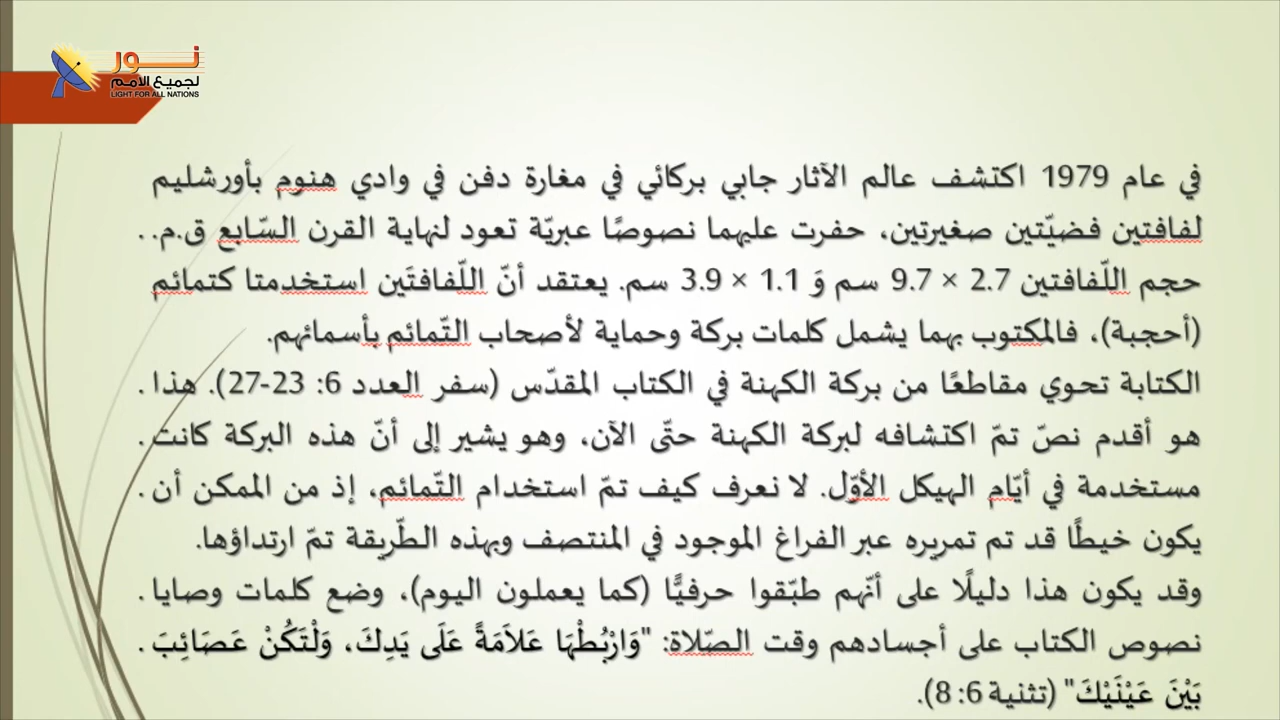 نور
لجميع الأمم
LIGHT FOR ALL NATIONS
في عام 1979 اكتشف عالم الآثار جابي بركائي في مغارة دفن في وادي هنوم بأورشليم
لفافتين فضيّتين صغيرتين، حفرت عليهما نصوصًا عبريّة تعود لنهاية القرن السّابع ق.م. .
حجم اللّفافتين 2.7 × 9.7 سم وَ 1.1 × 3.9 سم. يعتقد أنّ اللّفافتَين استخدمتا كتمائم
(أحجبة)، فالمكتوب بهما يشمل كلمات بركة وحماية لأصحاب التّمائم بأسمائهم.
الكتابة تحوي مقاطعًا من بركة الكهنة في الكتاب المقدّس (سفر العدد 6: 23-27). هذا .
هو أقدم نصّ تمّ اكتشافه لبركة الكهنة حتّى الآن، وهو يشير إلى أنّ هذه البركة كانت .
مستخدمة في أيّام الهيكل الأوّل. لا نعرف كيف تمّ استخدام التّمائم، إذ من الممكن أن .
يكون خيطًا قد تم تمريره عبر الفراغ الموجود في المنتصف وبهذه الطّريقة تمّ ارتداؤها.
وقد يكون هذا دليلًا على أنّهم طبّقوا حرفيًّا (كما يعملون اليوم)، وضع كلمات وصايا .
نصوص الكتاب على أجسادهم وقت الصّلاة: "وَارْبُطْهَا عَلاَمَةً عَلَى يَدِكَ، وَلْتَكُنْ عَصَائِبَ .
بَيْنَ عَيْنَيْكَ" (تثنية 6: 8).